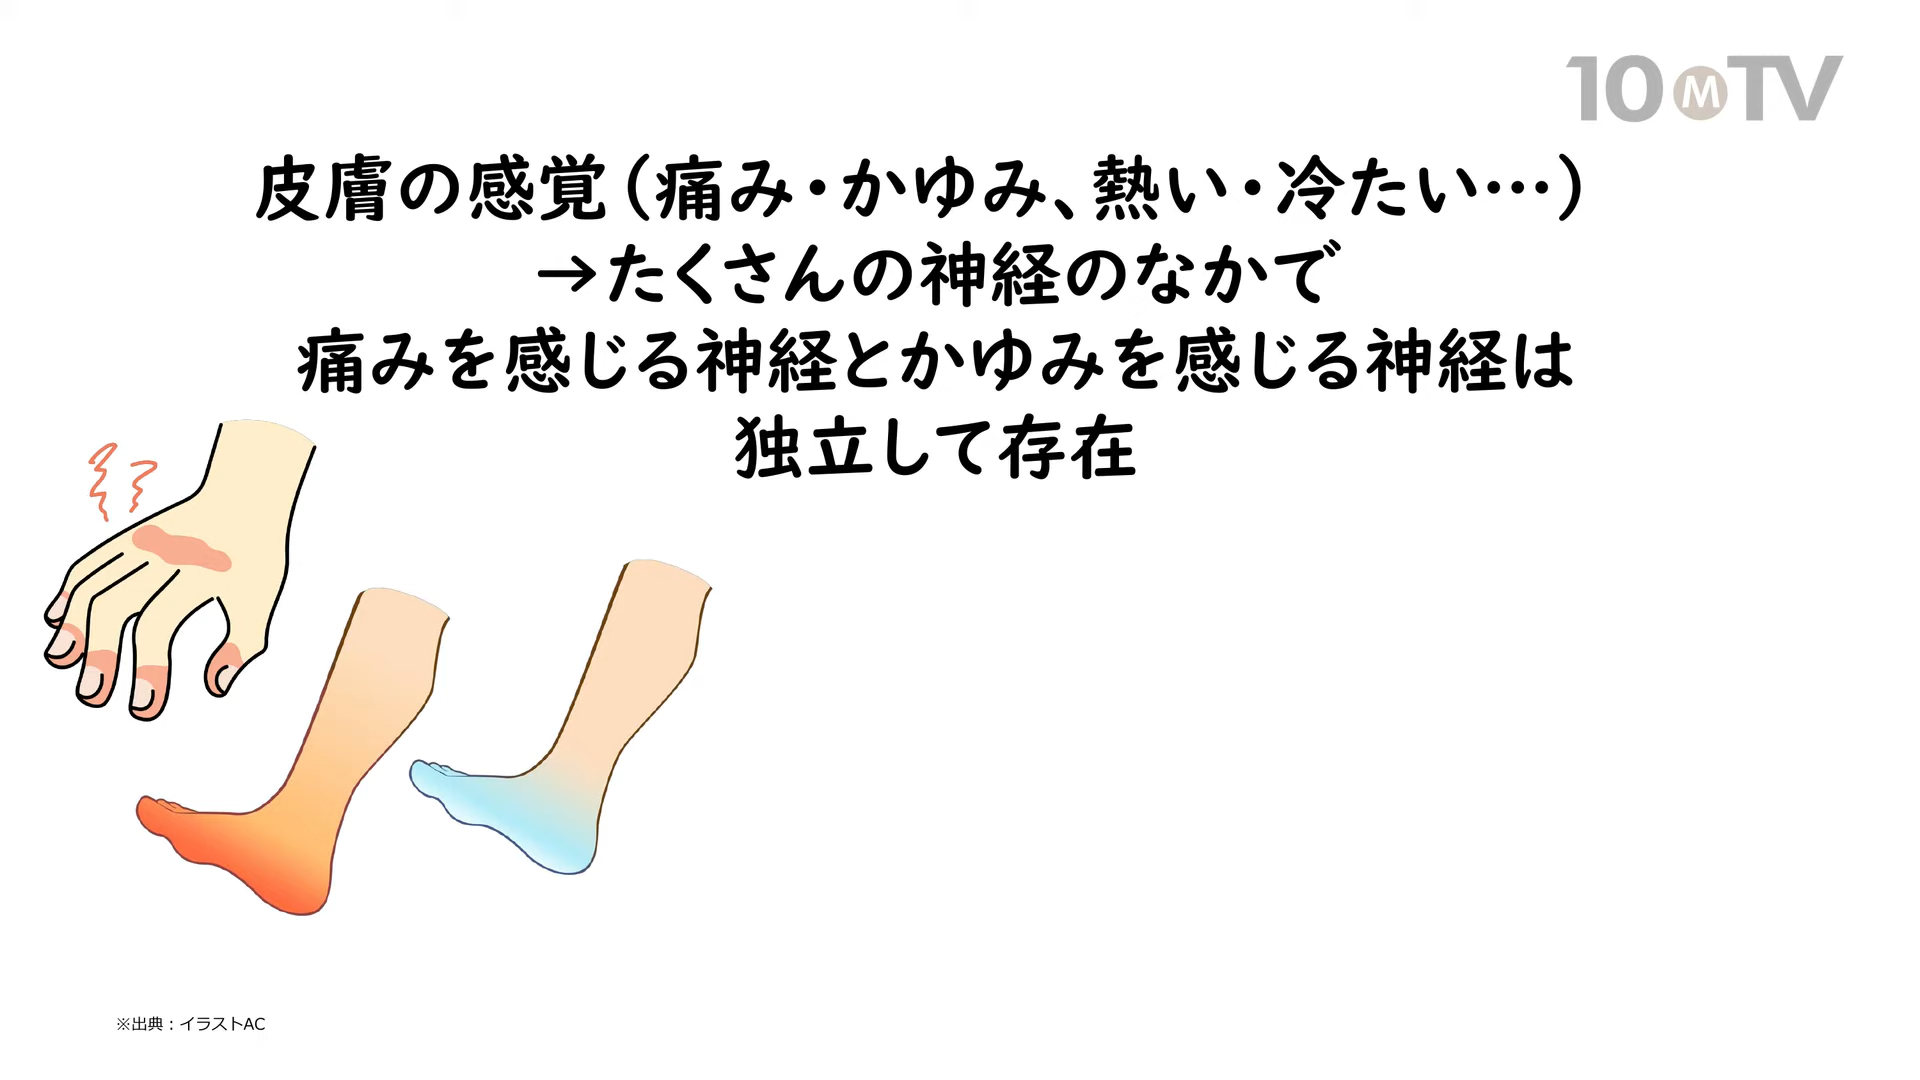 10MTV
皮膚の感覚(痛み・かゆみ、熱い・冷たい…)
→たくさんの神経のなかで
痛みを感じる神経とかゆみを感じる神経は
独立して存在
※出典：イラストAC